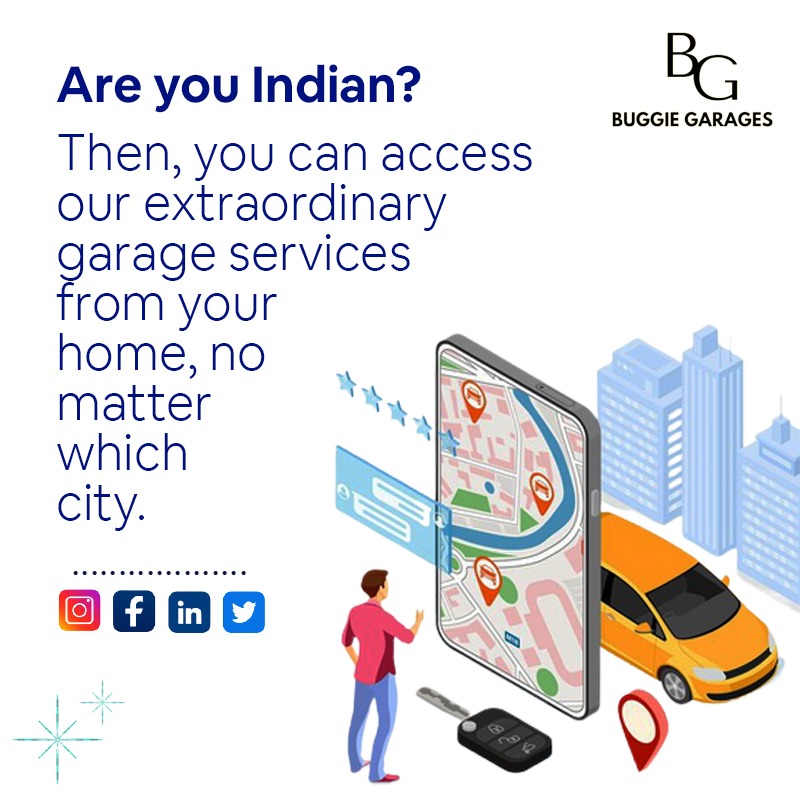 BG
BUGGIE GARAGES
Are you Indian?
Then, you can access
our extraordinary
garage services
from your
home, no
matter
which
city.
...................